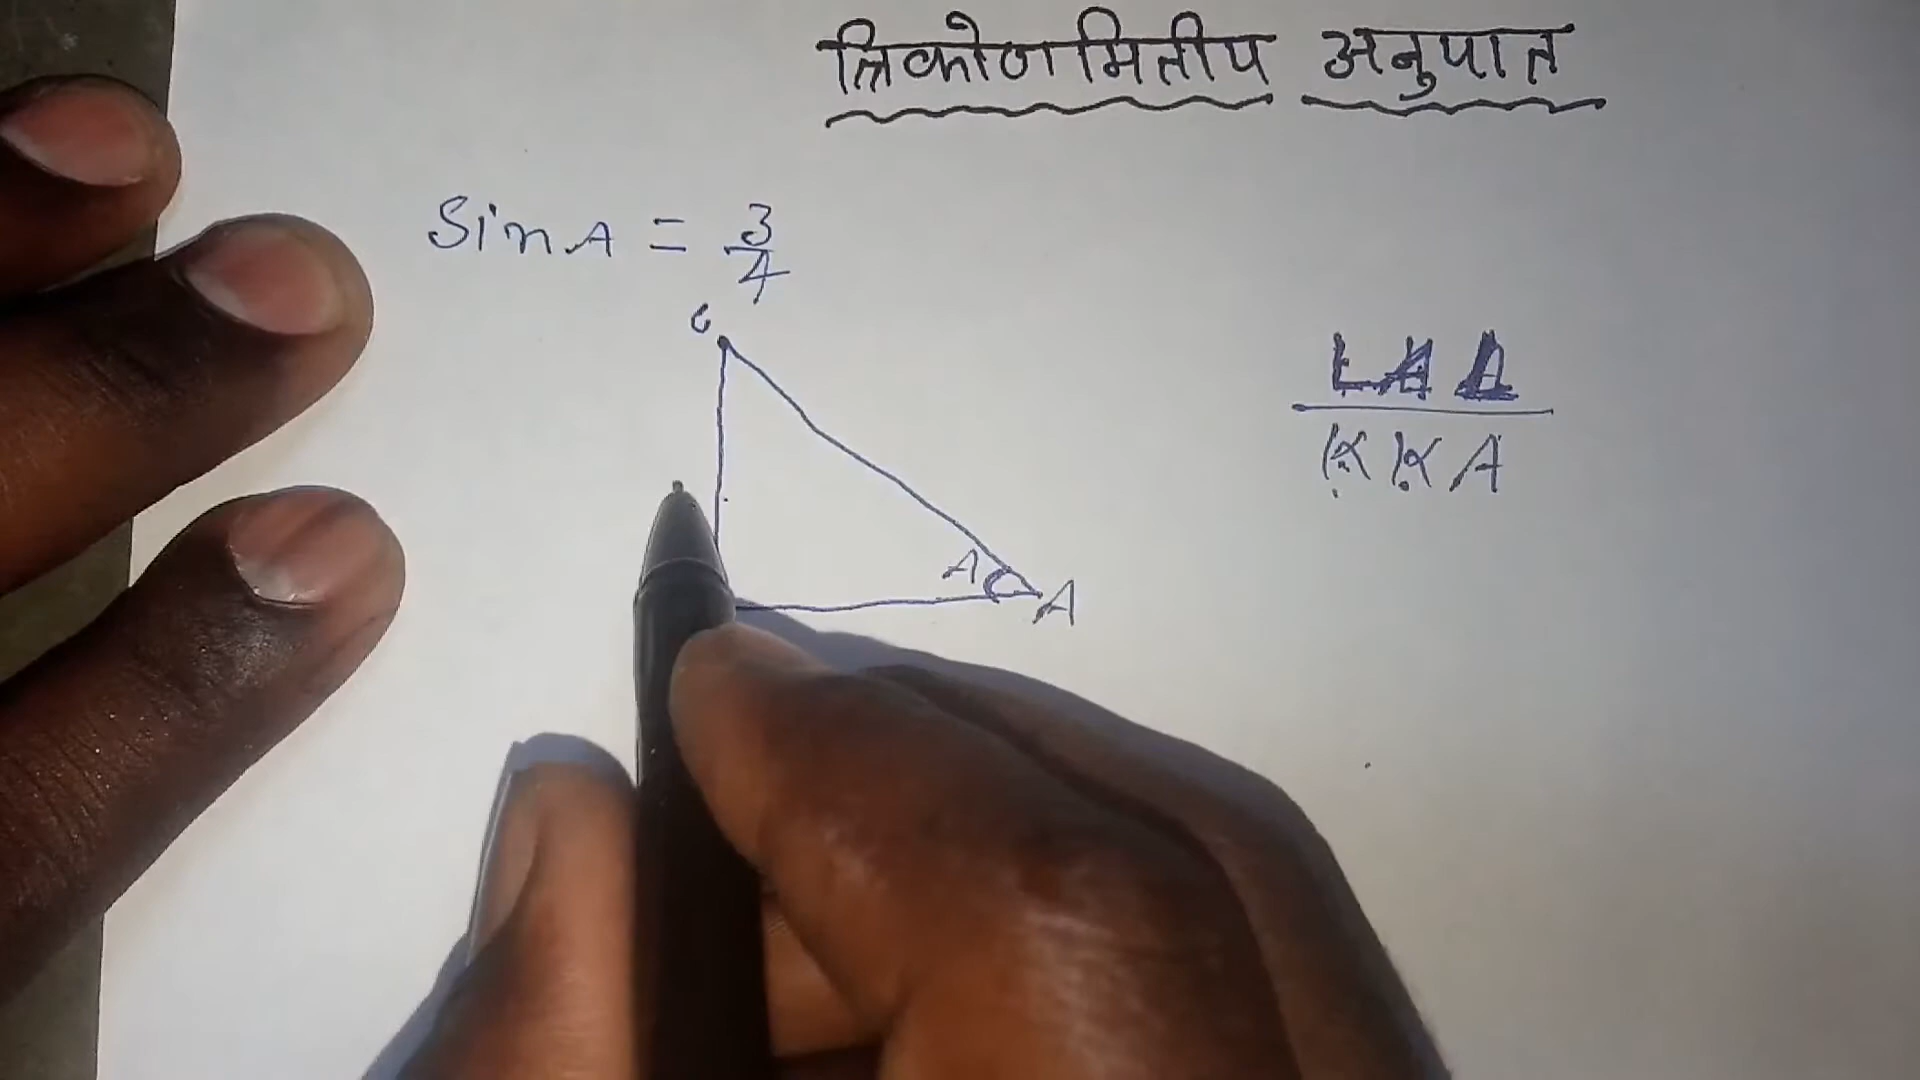 त्रिकोणमितीय अनुपात
Sin A = 3/4
C
A
A
L A A
K K A